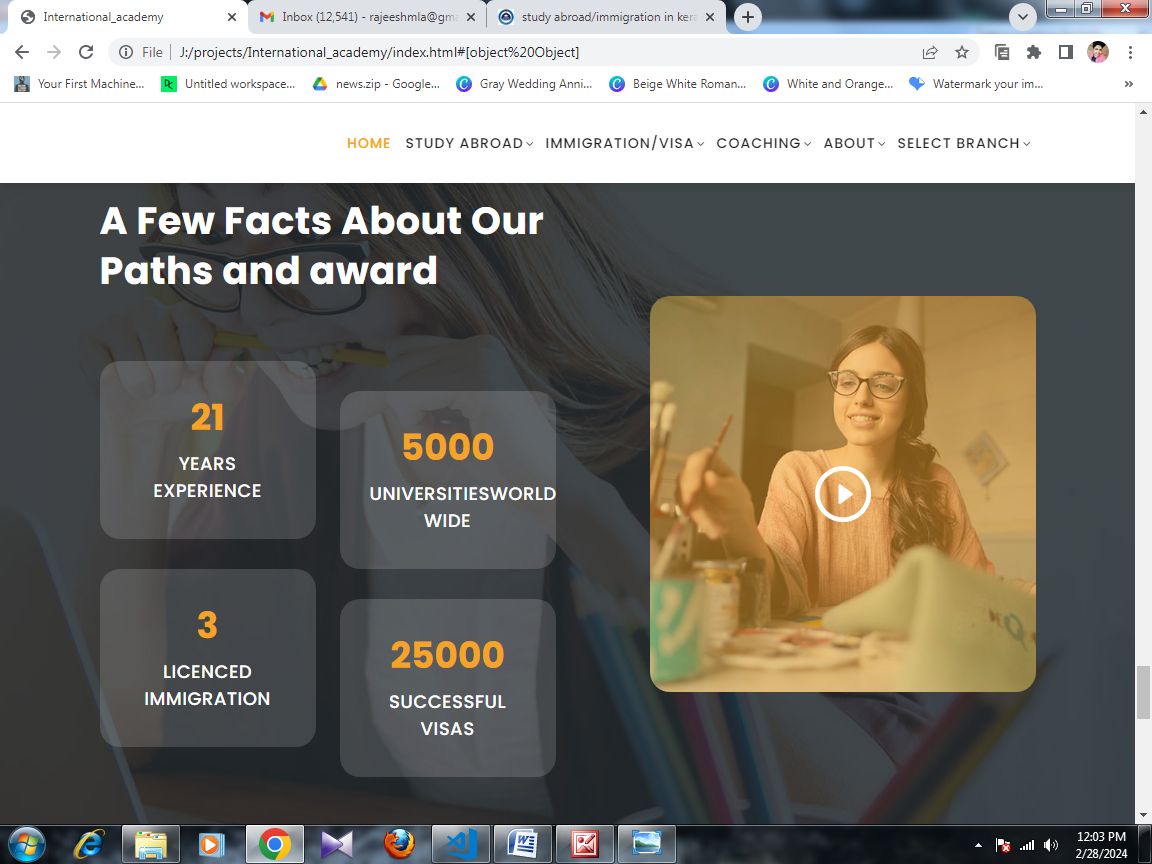 International_academy
Inbox (12,541) - rajeeshmla@gma
study abroad/immigration in kera
File
J:/projects/International_academy/index.html#[object%20Object]
Your First Machine...
Untitled workspace...
news.zip - Google...
Gray Wedding Anni...
Beige White Roman...
White and Orange...
Watermark your im...
HOME STUDY ABROAD IMMIGRATION/VISA COACHING ABOUT SELECT BRANCH
A Few Facts About Our
Paths and award
21
YEARS
EXPERIENCE
5000
UNIVERSITIESWORLD
WIDE
3
LICENCED
IMMIGRATION
25000
SUCCESSFUL
VISAS
12:03 PM
2/28/2024